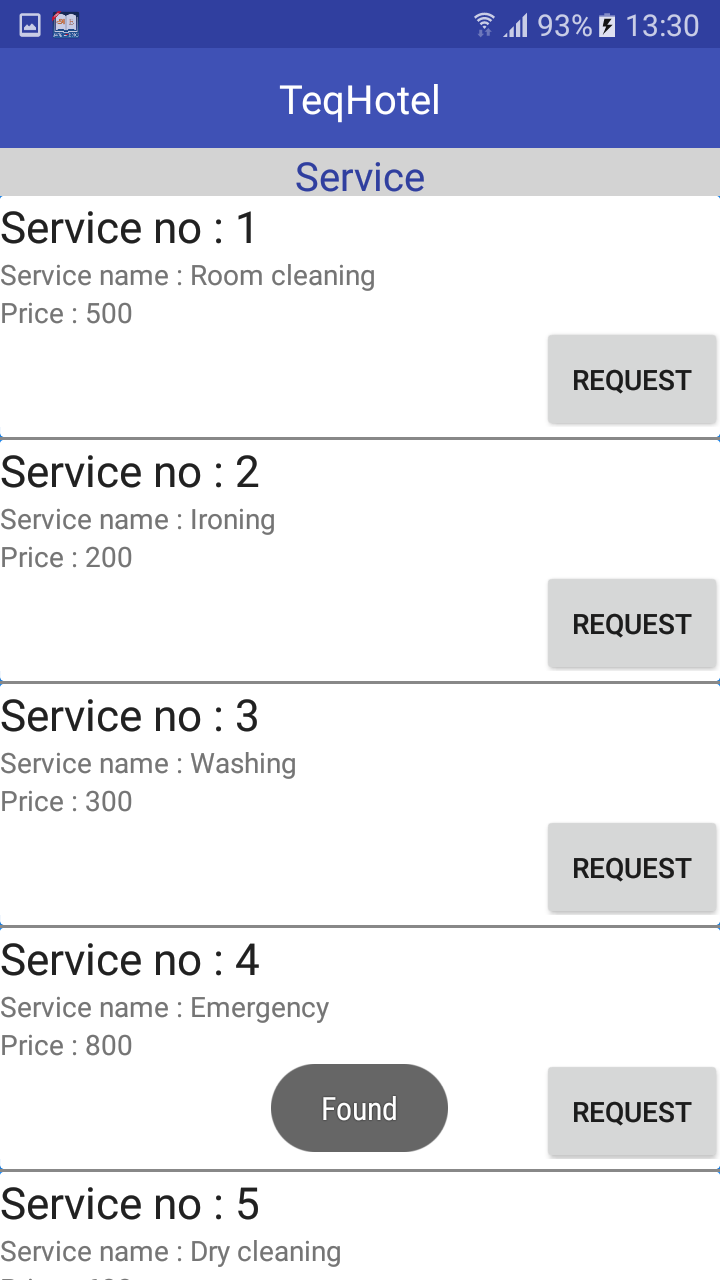 93% 13:30
TeqHotel
Service
Service no : 1
Service name : Room cleaning
Price : 500
REQUEST
Service no : 2
Service name : Ironing
Price : 200
REQUEST
Service no : 3
Service name : Washing
Price : 300
REQUEST
Service no : 4
Service name : Emergency
Price : 800
Found
REQUEST
Service no : 5
Service name : Dry cleaning